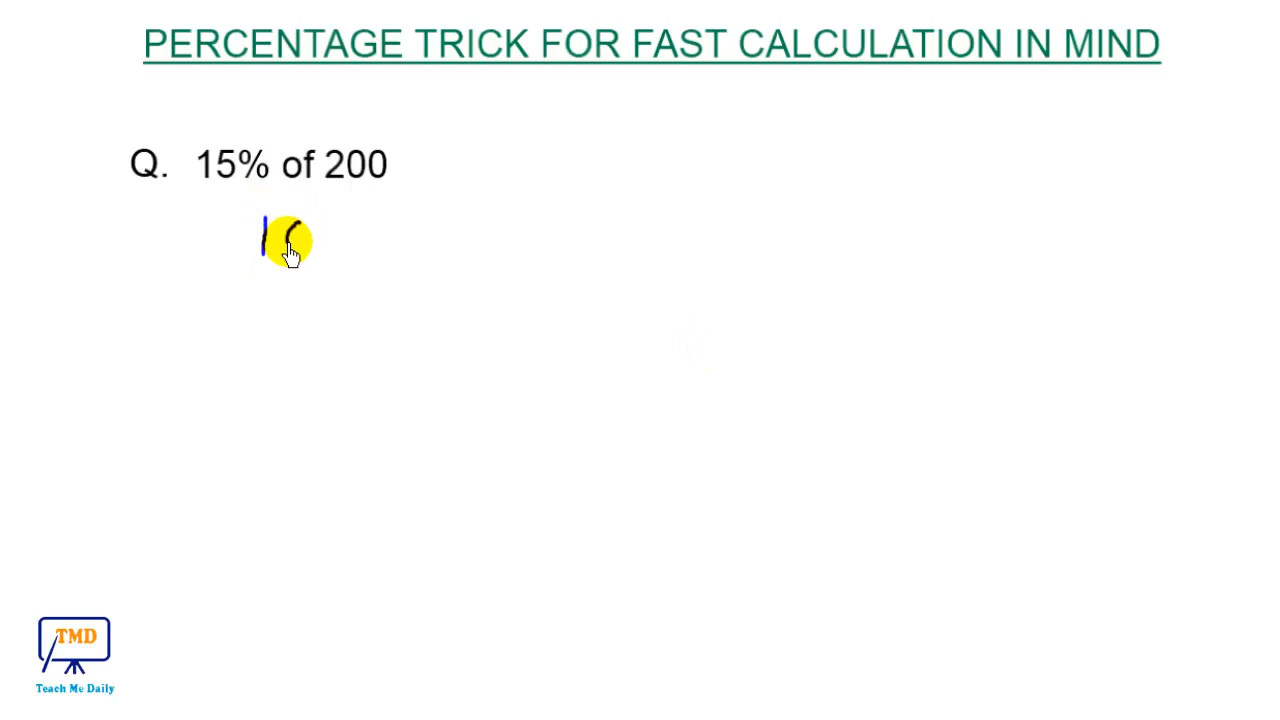 PERCENTAGE TRICK FOR FAST CALCULATION IN MIND
Q. 15% of 200
TMD
Teach Me Daily